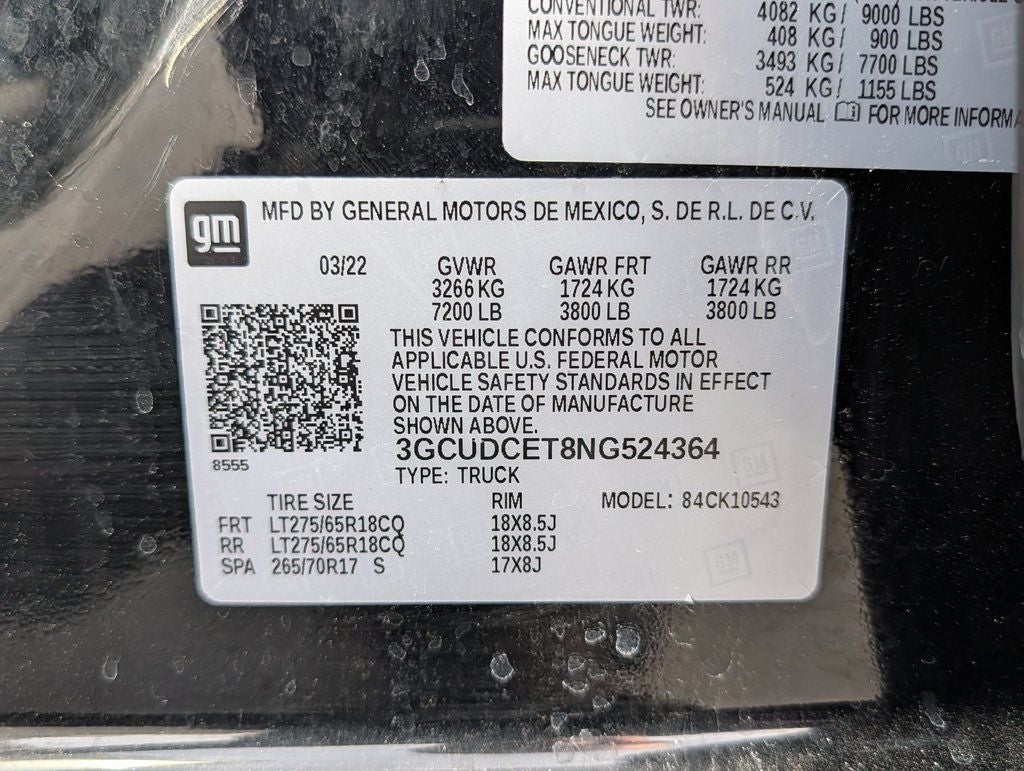 CONVENTIONAL TWR: 4082 KG/ 9000 LBS
MAX TONGUE WEIGHT: 408 KG/ 900 LBS
GOOSENECK TWR: 3493 KG/ 7700 LBS
MAX TONGUE WEIGHT: 524 KG/ 1155 LBS
SEE OWNER'S MANUAL FOR MORE INFORMA
gm MFD BY GENERAL MOTORS DE MEXICO, S. DE R.L. DE C.V.
03/22 GVWR GAWR FRT GAWR RR
3266 KG 1724 KG 1724 KG
7200 LB 3800 LB 3800 LB
THIS VEHICLE CONFORMS TO ALL
APPLICABLE U.S. FEDERAL MOTOR
VEHICLE SAFETY STANDARDS IN EFFECT
ON THE DATE OF MANUFACTURE
SHOWN ABOVE.
3GCUDCET8NG524364
8555
TYPE: TRUCK
TIRE SIZE RIM MODEL: 84CK10543
FRT LT275/65R18CQ 18X8.5J
RR LT275/65R18CQ 18X8.5J
SPA 265/70R17 S 17X8J